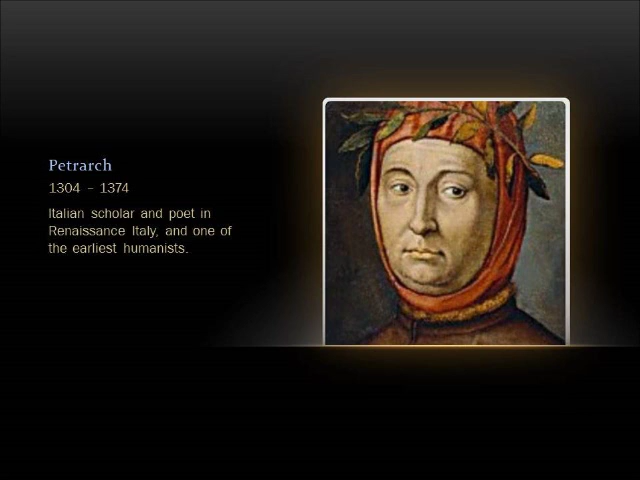 Petrarch
1304 – 1374
Italian scholar and poet in
Renaissance Italy, and one of
the earliest humanists.